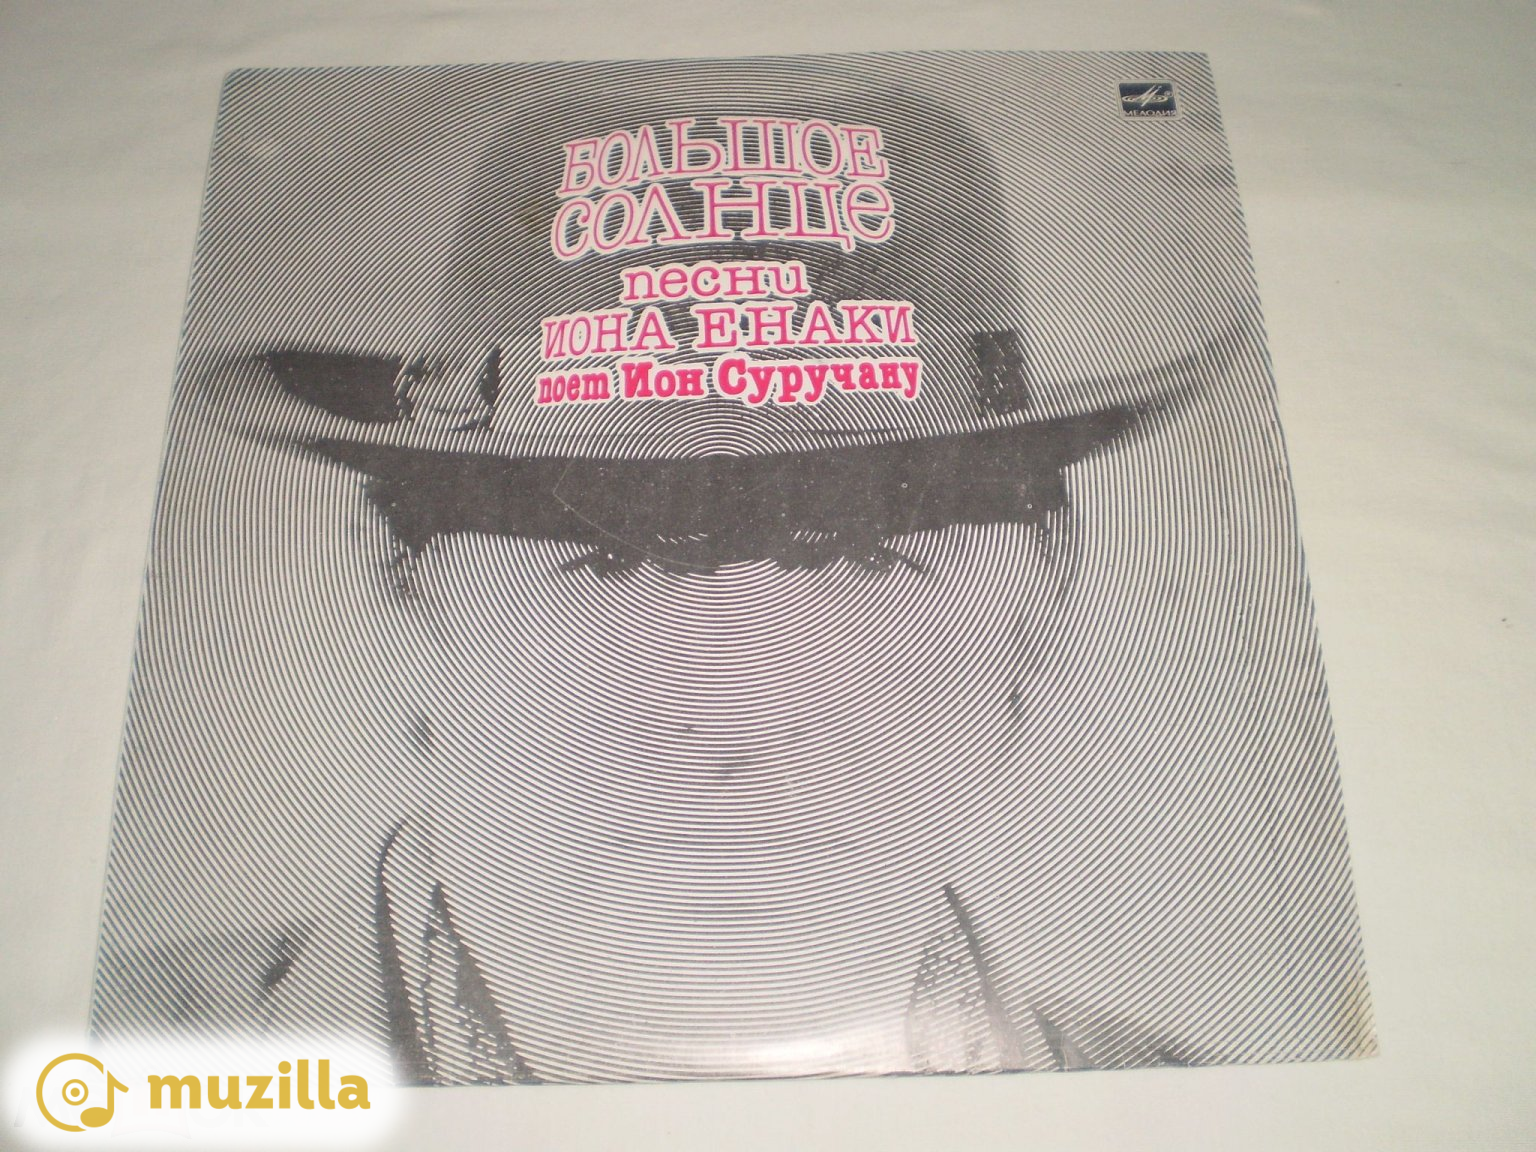 БОЛЬШОЕ
СОЛНЦе
песни
ИОНА ЕНАКИ
поет Ион Суручану
МЕЛОДИЯ
muzilla